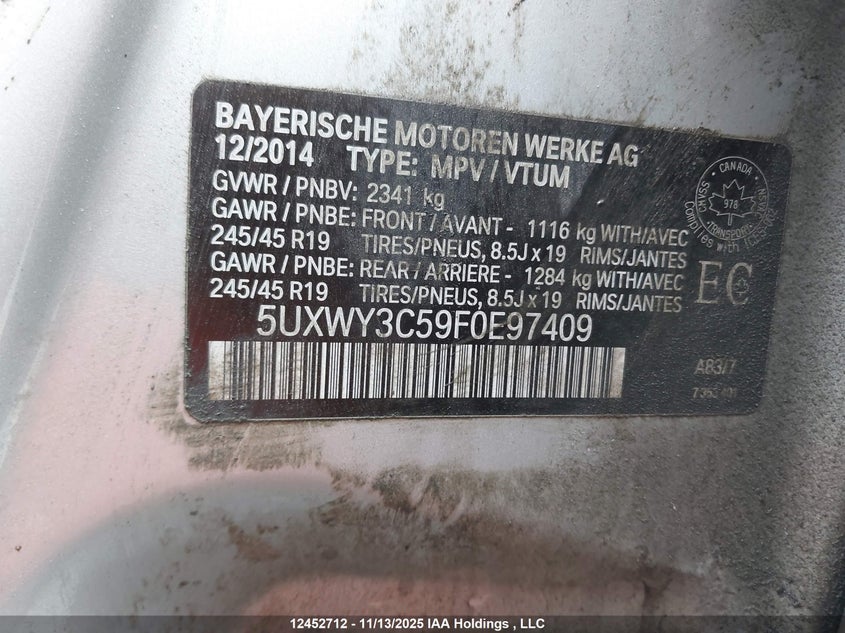 BAYERISCHE MOTOREN WERKE AG
12/2014 TYPE: MPV / VTUM
GVWR / PNBV: 2341 kg
GAWR / PNBE: FRONT / AVANT - 1116 kg WITH/AVEC
245/45 R19 TIRES/PNEUS, 8.5J x 19 RIMS/JANTES
GAWR / PNBE: REAR / ARRIERE - 1284 kg WITH/AVEC
245/45 R19 TIRES/PNEUS, 8.5J x 19 RIMS/JANTES
5UXWY3C59F0E97409
CANADA
978
TRANSPORT
Complies with
EC
A83/7
12452712 - 11/13/2025 IAA Holdings , LLC